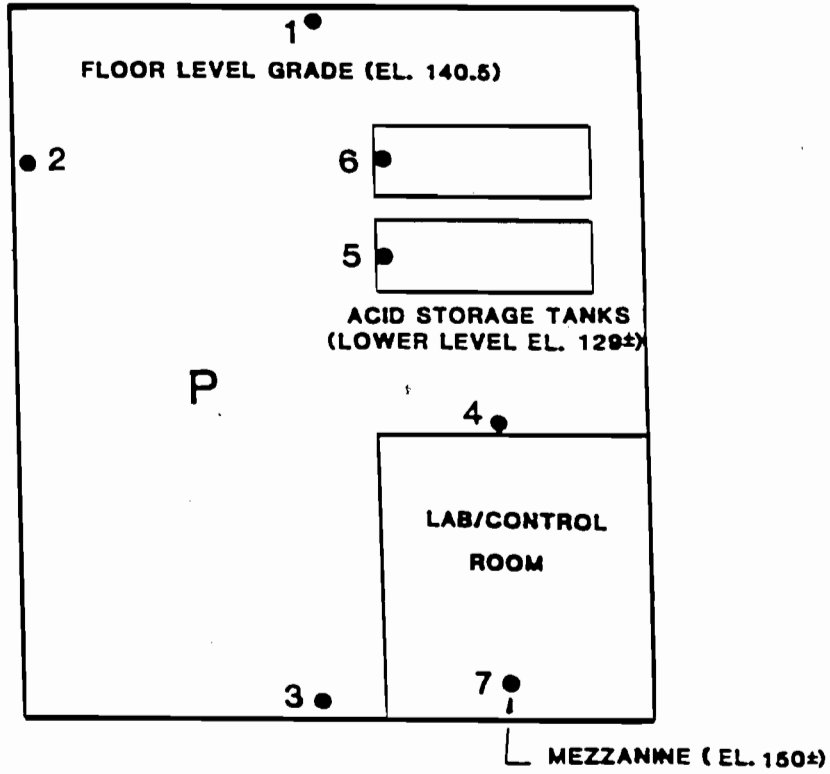 1
FLOOR LEVEL GRADE (EL. 140.5)
2
6
5
ACID STORAGE TANKS
(LOWER LEVEL EL. 129±)
P
4
LAB/CONTROL
ROOM
3
7
MEZZANINE (EL. 150±)